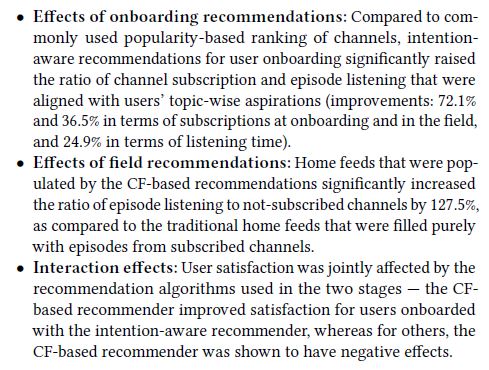 • Effects of onboarding recommendations: Compared to com-
monly used popularity-based ranking of channels, intention-
aware recommendations for user onboarding significantly raised
the ratio of channel subscription and episode listening that were
aligned with users' topic-wise aspirations (improvements: 72.1%
and 36.5% in terms of subscriptions at onboarding and in the field,
and 24.9% in terms of listening time).
• Effects of field recommendations: Home feeds that were pop-
ulated by the CF-based recommendations significantly increased
the ratio of episode listening to not-subscribed channels by 127.5%,
as compared to the traditional home feeds that were filled purely
with episodes from subscribed channels.
• Interaction effects: User satisfaction was jointly affected by the
recommendation algorithms used in the two stages — the CF-
based recommender improved satisfaction for users onboarded
with the intention-aware recommender, whereas for others, the
CF-based recommender was shown to have negative effects.